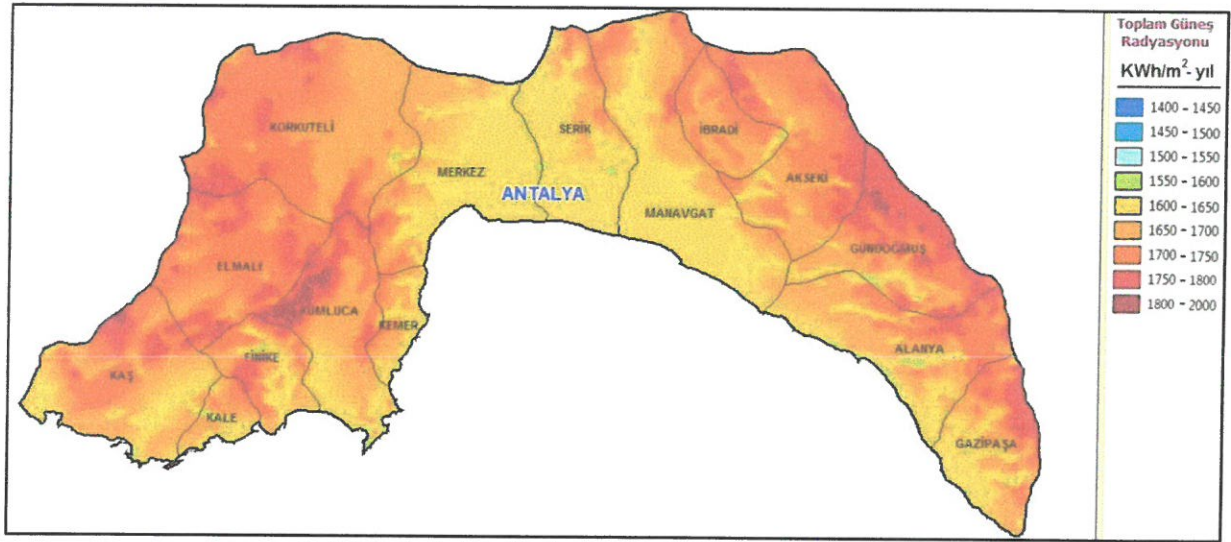 Toplam Güneş
Radyasyonu
KWh/m²- yıl
1400 - 1450
1450 - 1500
1500 - 1550
1550 - 1600
1600 - 1650
1650 - 1700
1700 - 1750
1750 - 1800
1800 - 2000
KORKUTELİ
MERKEZ
SERİK
İBRADİ
ANTALYA
MANAVGAT
AKSEKİ
GÜNDOĞMUŞ
ELMALI
KUMLUCA
KEMER
FİNİKE
KAŞ
KALE
ALANYA
GAZİPAŞA